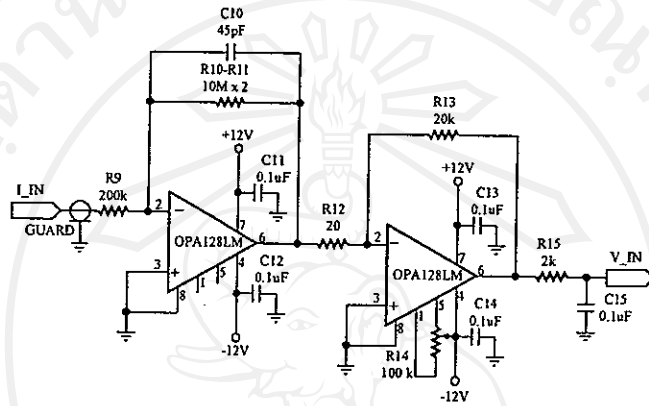 C10
45pF
R10-R11
10M x 2
+12V
C11
0.1uF
I_IN
GUARD
R9
200k
2
3
7
6
4
8
1
5
OPA128LM
C12
0.1uF
-12V
R12
20
R13
20k
+12V
C13
0.1uF
2
3
7
6
4
8
1
5
OPA128LM
R14
100 k
C14
0.1uF
-12V
R15
2k
V_IN
C15
0.1uF